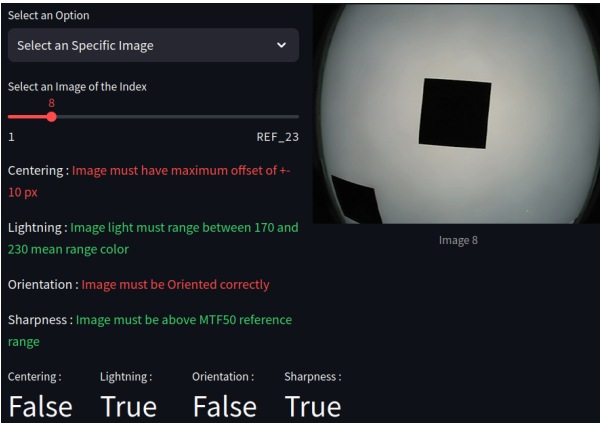 Select an Option
Select an Specific Image
Select an Image of the Index
8
1 REF_23
Centering : Image must have maximum offset of +-
10 px
Lightning : Image light must range between 170 and
230 mean range color
Orientation : Image must be Oriented correctly
Sharpness : Image must be above MTF50 reference
range
Image 8
Centering : Lightning : Orientation : Sharpness :
False True False True